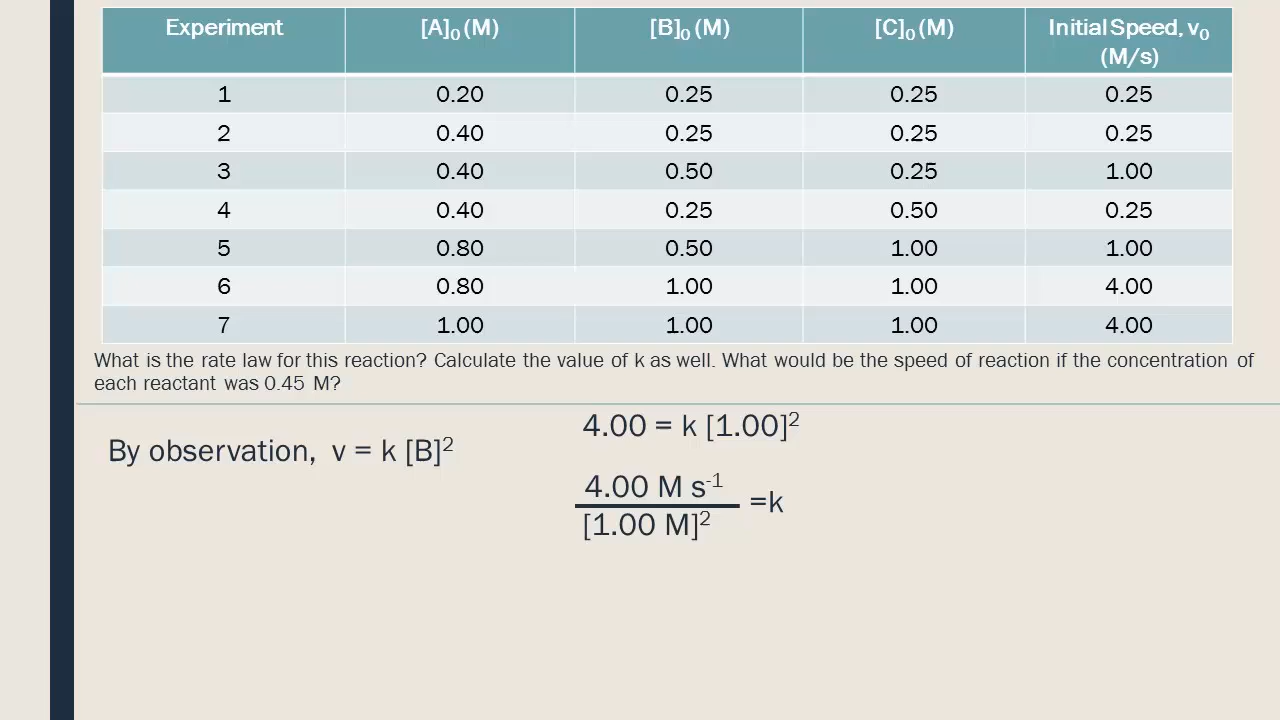 Experiment [A]₀ (M) [B]₀ (M) [C]₀ (M) Initial Speed, v₀ (M/s)
1 0.20 0.25 0.25 0.25
2 0.40 0.25 0.25 0.25
3 0.40 0.50 0.25 1.00
4 0.40 0.25 0.50 0.25
5 0.80 0.50 1.00 1.00
6 0.80 1.00 1.00 4.00
7 1.00 1.00 1.00 4.00
What is the rate law for this reaction? Calculate the value of k as well. What would be the speed of reaction if the concentration of
each reactant was 0.45 M?
By observation, v = k [B]²
4.00 = k [1.00]²
4.00 M s⁻¹
[1.00 M]²
=k